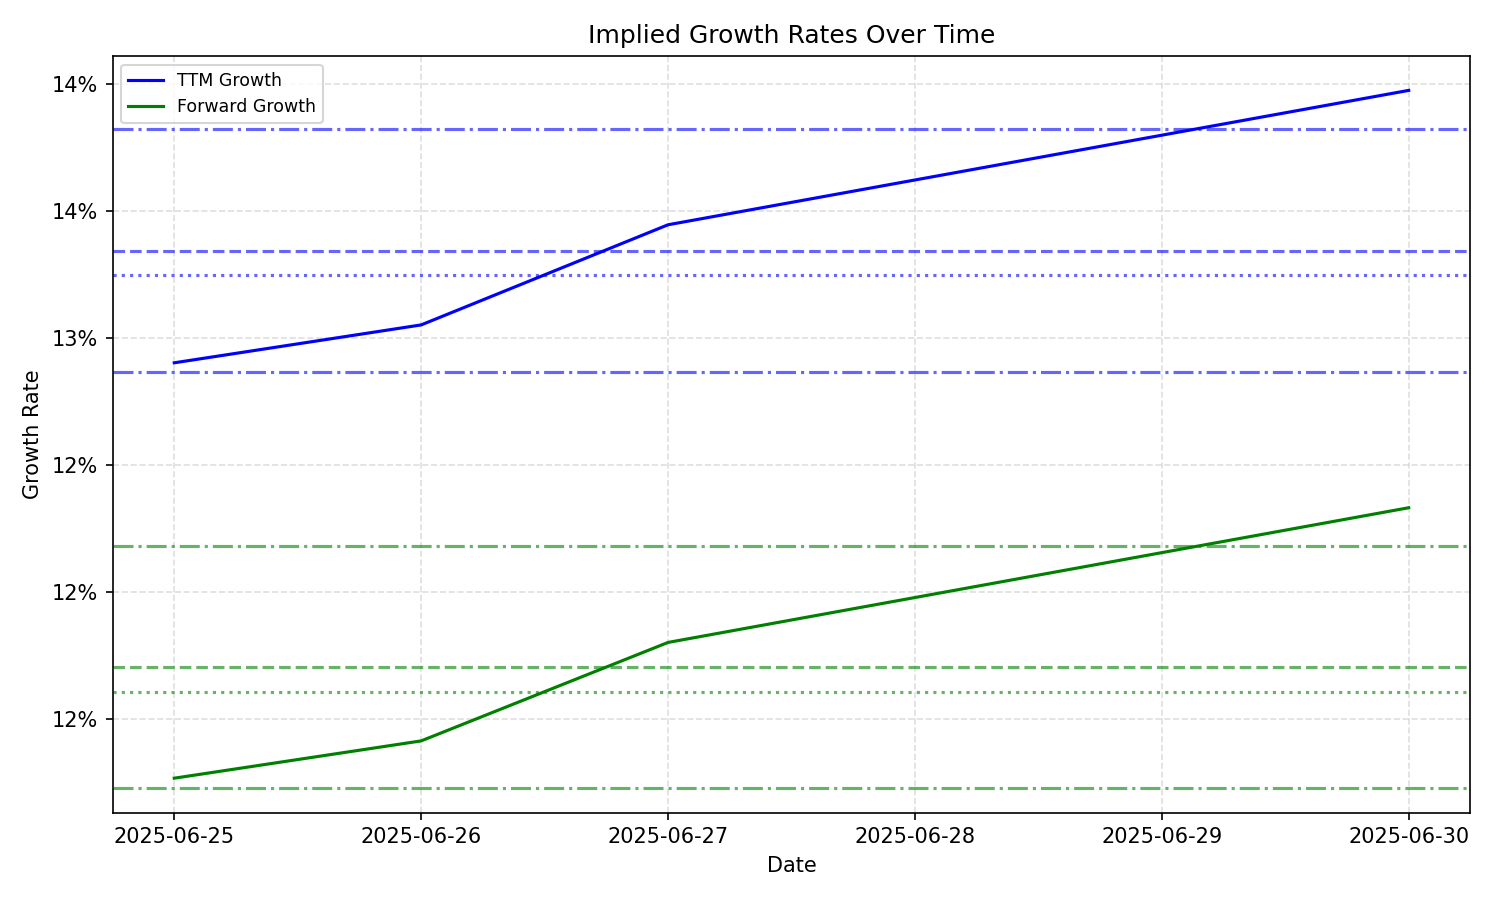 Implied Growth Rates Over Time
TTM Growth
Forward Growth
14%
14%
13%
12%
12%
12%
Growth Rate
2025-06-25
2025-06-26
2025-06-27
2025-06-28
2025-06-29
2025-06-30
Date